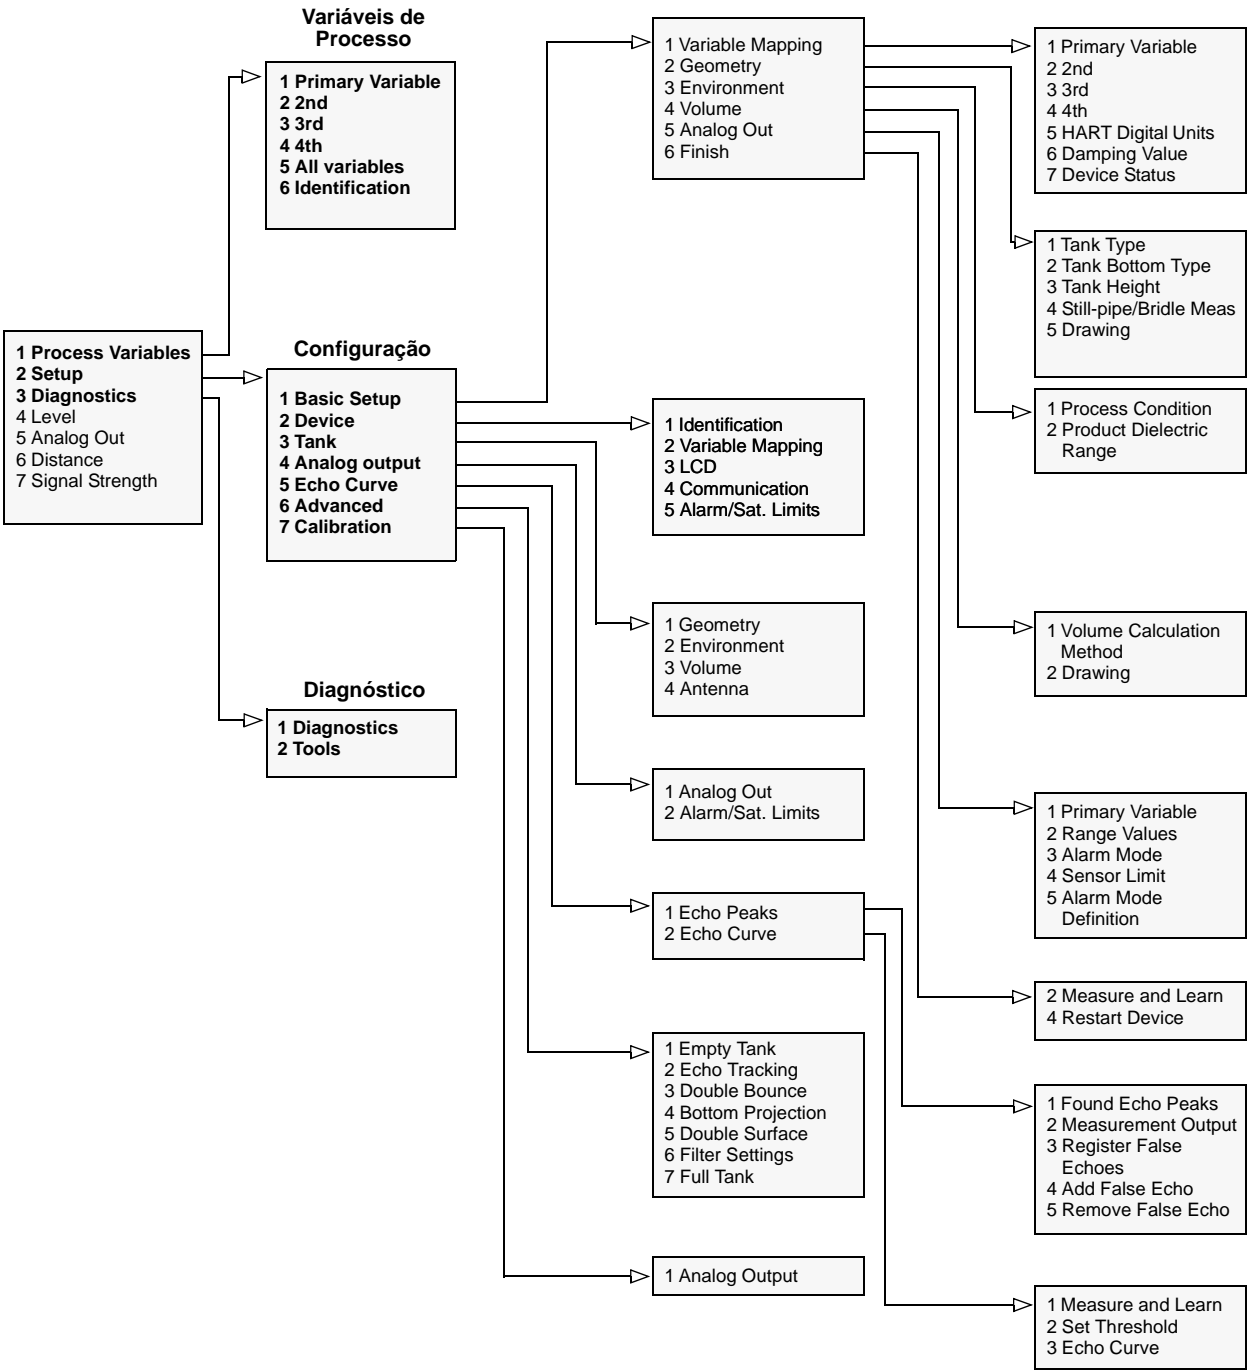 Variáveis de
Processo
1 Primary Variable
2 2nd
3 3rd
4 4th
5 All variables
6 Identification
1 Process Variables
2 Setup
3 Diagnostics
4 Level
5 Analog Out
6 Distance
7 Signal Strength
Configuração
1 Basic Setup
2 Device
3 Tank
4 Analog output
5 Echo Curve
6 Advanced
7 Calibration
Diagnóstico
1 Diagnostics
2 Tools
1 Variable Mapping
2 Geometry
3 Environment
4 Volume
5 Analog Out
6 Finish
1 Identification
2 Variable Mapping
3 LCD
4 Communication
5 Alarm/Sat. Limits
1 Geometry
2 Environment
3 Volume
4 Antenna
1 Analog Out
2 Alarm/Sat. Limits
1 Echo Peaks
2 Echo Curve
1 Empty Tank
2 Echo Tracking
3 Double Bounce
4 Bottom Projection
5 Double Surface
6 Filter Settings
7 Full Tank
1 Analog Output
1 Primary Variable
2 2nd
3 3rd
4 4th
5 HART Digital Units
6 Damping Value
7 Device Status
1 Tank Type
2 Tank Bottom Type
3 Tank Height
4 Still-pipe/Bridle Meas
5 Drawing
1 Process Condition
2 Product Dielectric
Range
1 Volume Calculation
Method
2 Drawing
1 Primary Variable
2 Range Values
3 Alarm Mode
4 Sensor Limit
5 Alarm Mode
Definition
2 Measure and Learn
4 Restart Device
1 Found Echo Peaks
2 Measurement Output
3 Register False
Echoes
4 Add False Echo
5 Remove False Echo
1 Measure and Learn
2 Set Threshold
3 Echo Curve